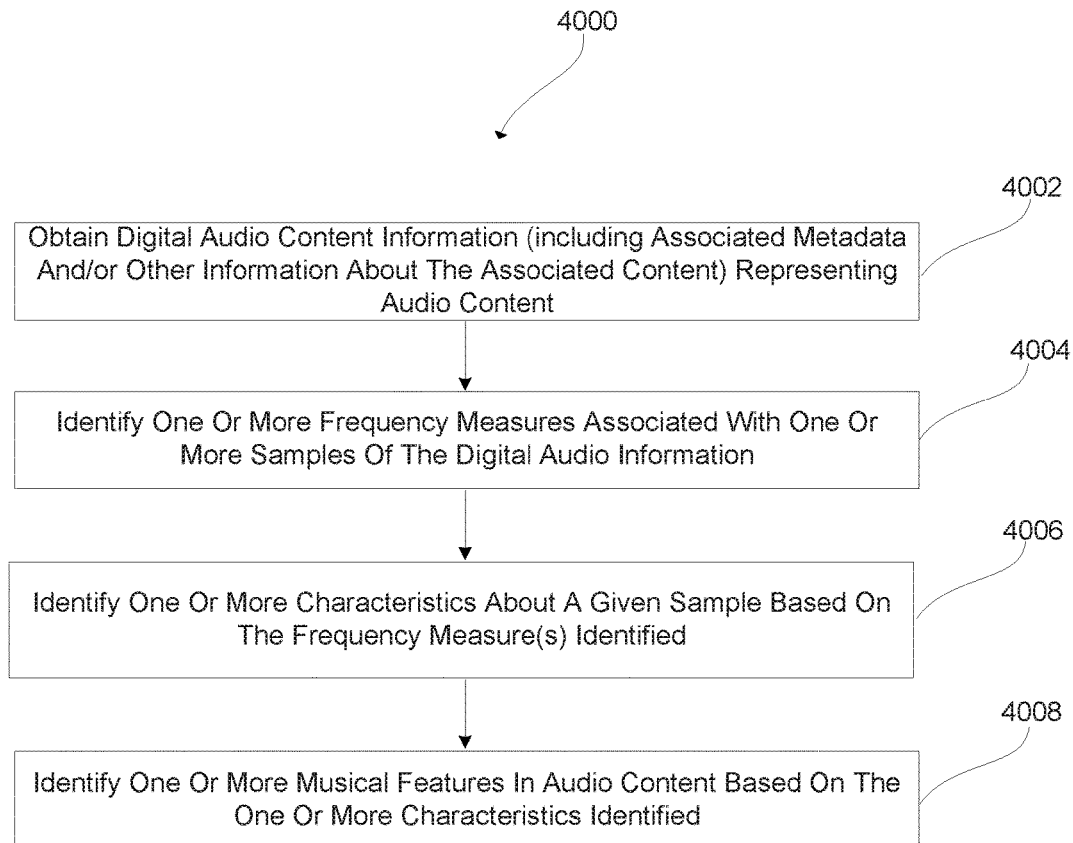 4000
4002
Obtain Digital Audio Content Information (including Associated Metadada
And/or Other Information About The Associated Content) Representing
Audio Content
4004
Identify One Or More Frequency Measures Associated With One Or
More Samples Of The Digital Audio Information
4006
Identify One Or More Characteristics About A Given Sample Based On
The Frequency Measure(s) Identified
4008
Identify One Or More Musical Features In Audio Content Based On The
One Or More Characteristics Identified